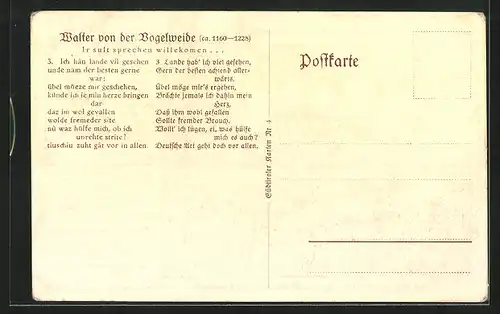 Walter von der Vogelweide (ca. 1160—1228)
Ir sult sprechen willekomen . . .
3. Ich hân lande vil gesehen
unde nam der besten gerne
war:
übel müeze mir geschehen,
künde ich ie mîn herze bringen
dar
daz im wol gevallen
wolde fremeder site
nû waz hülfe mich, ob ich
unrehte strite?
tiuschiu zuht gât vor in allen
3. Lande hab' ich viel gesehen,
Gern der besten achtend aller-
wärts.
Übel möge mir's ergehen,
Brächte jemals ich dahin mein
Herz,
Daß ihm wohl gefallen
Sollte fremder Brauch.
Wollt' ich lügen, ei, was hülfe
mich es auch?
Deutsche Art geht doch vor allen.
Südtiroler Karten Nr 4
Postkarte